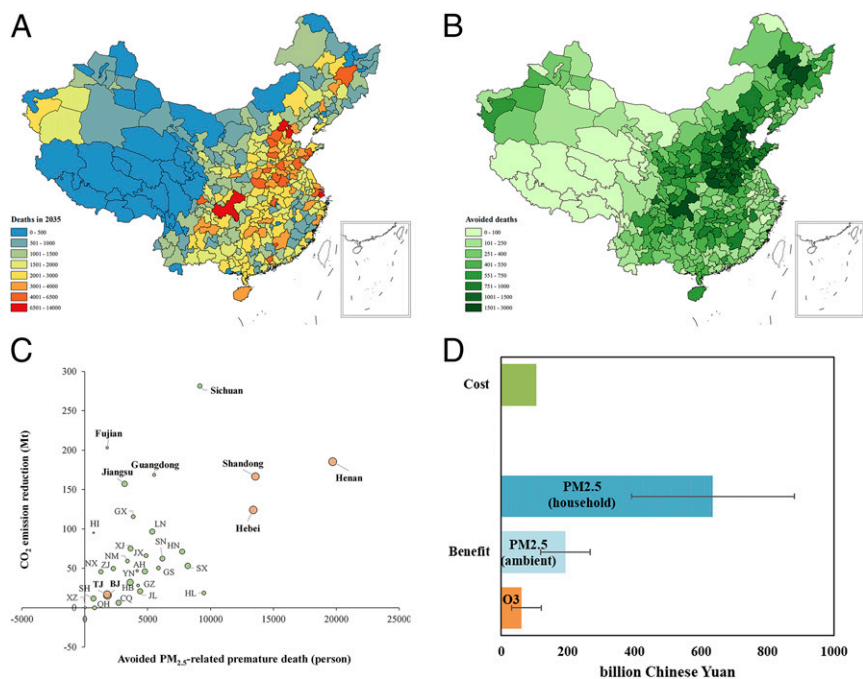 A
Deaths in 2035
0 - 500
501 - 1000
1001 - 1500
1501 - 2000
2001 - 3000
3001 - 4000
4001 - 6500
6501 - 14000
B
Avoided deaths
0 - 100
101 - 250
251 - 400
401 - 550
551 - 750
751 - 1000
1001 - 1500
1501 - 3000
C
CO2 emission reduction (Mt)
300
250
200
150
100
50
0
-50
0
5000
10000
15000
20000
25000
Avoided PM2.5-related premature death (person)
Sichuan
Fujian
Guangdong
Jiangsu
Shandong
Henan
Hebei
GX
HI
LN
SN
HN
XJ
JX
NM
NX
ZJ
AH
YN
GS
SX
TJ
BJ
SH
HB
GZ
XZ
QH
CQ
JL
HL
D
Cost
Benefit
PM2.5
(household)
PM2.5
(ambient)
O3
0
200
400
600
800
1000
billion Chinese Yuan